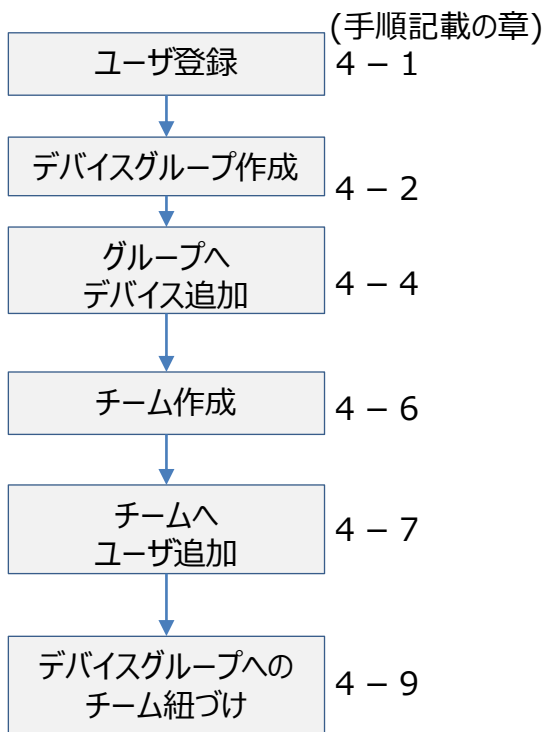 (手順記載の章)
ユーザ登録
4 – 1
デバイスグループ作成
4 – 2
グループへ
デバイス追加
4 – 4
チーム作成
4 – 6
チームへ
ユーザ追加
4 – 7
デバイスグループへの
チーム紐づけ
4 – 9